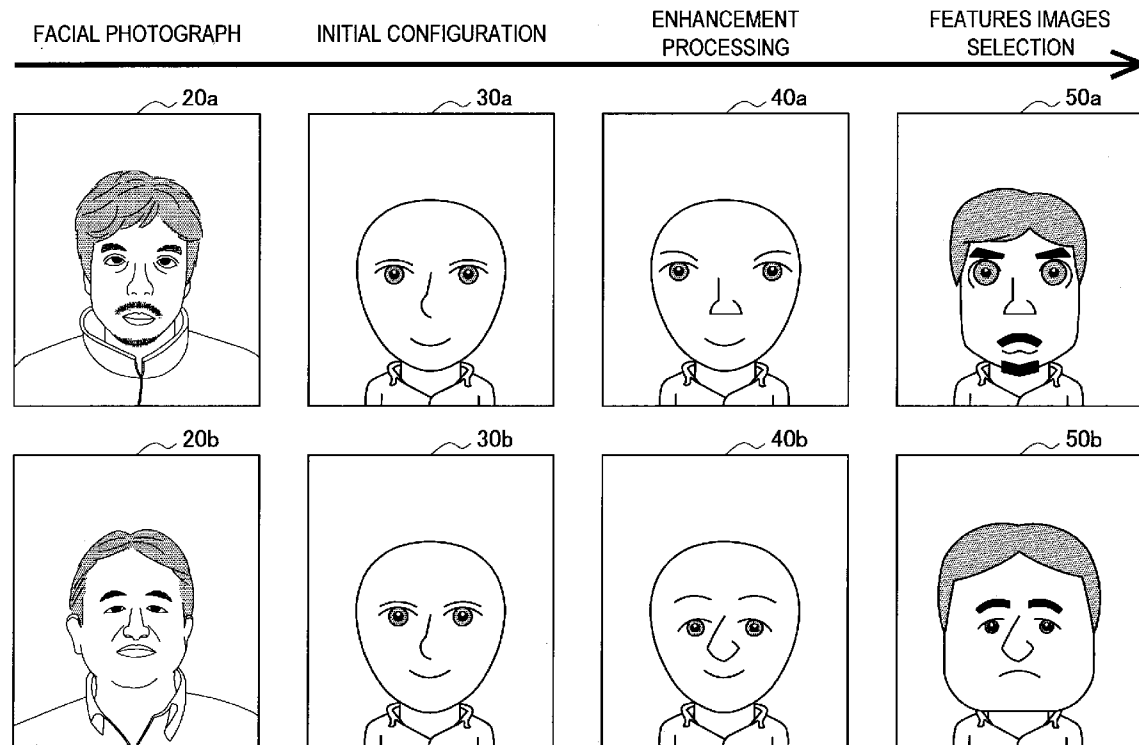 FACIAL PHOTOGRAPH
INITIAL CONFIGURATION
ENHANCEMENT
PROCESSING
FEATURES IMAGES
SELECTION
20a
30a
40a
50a
20b
30b
40b
50b